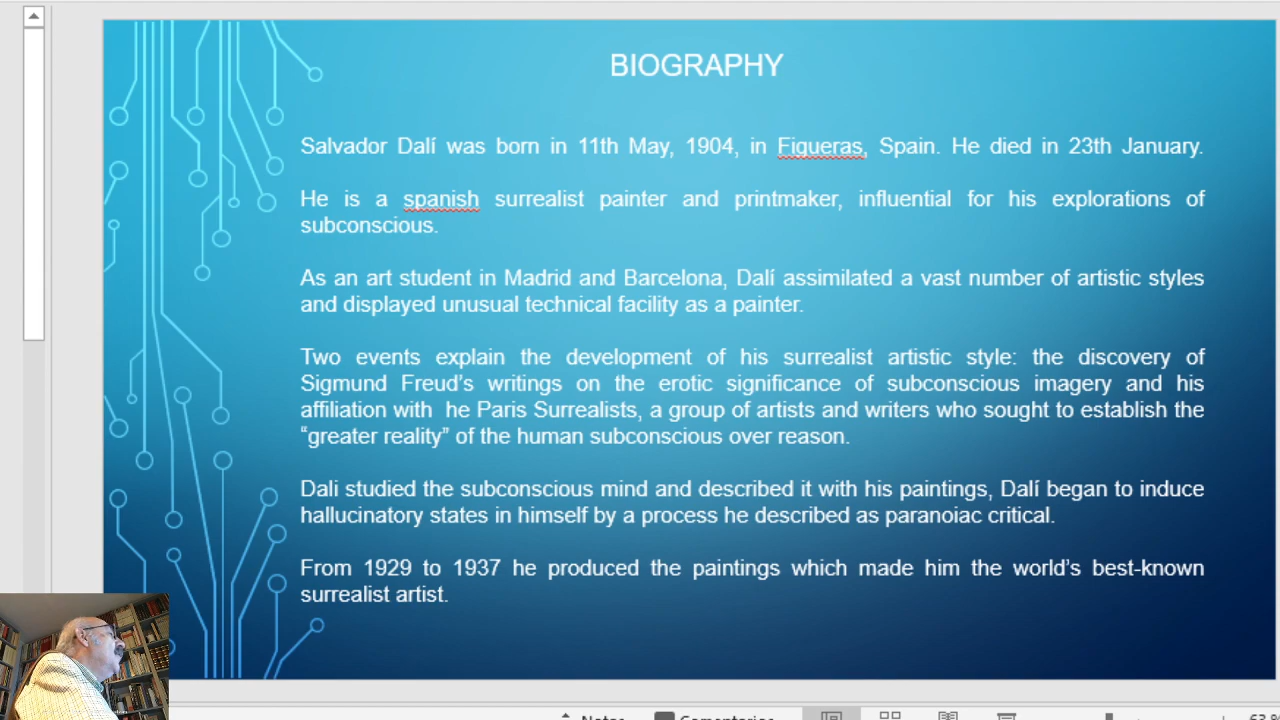 BIOGRAPHY
Salvador Dalí was born in 11th May, 1904, in Figueras, Spain. He died in 23th January.
He is a spanish surrealist painter and printmaker, influential for his explorations of
subconscious.
As an art student in Madrid and Barcelona, Dalí assimilated a vast number of artistic styles
and displayed unusual technical facility as a painter.
Two events explain the development of his surrealist artistic style: the discovery of
Sigmund Freud’s writings on the erotic significance of subconscious imagery and his
affiliation with he Paris Surrealists, a group of artists and writers who sought to establish the
“greater reality” of the human subconscious over reason.
Dali studied the subconscious mind and described it with his paintings, Dalí began to induce
hallucinatory states in himself by a process he described as paranoiac critical.
From 1929 to 1937 he produced the paintings which made him the world’s best-known
surrealist artist.
Notas Comentarios